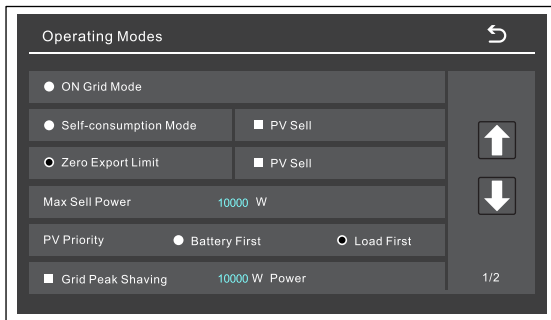 Operating Modes
ON Grid Mode
Self-consumption Mode PV Sell
Zero Export Limit PV Sell
Max Sell Power 10000 W
PV Priority Battery First Load First
Grid Peak Shaving 10000 W Power
1/2